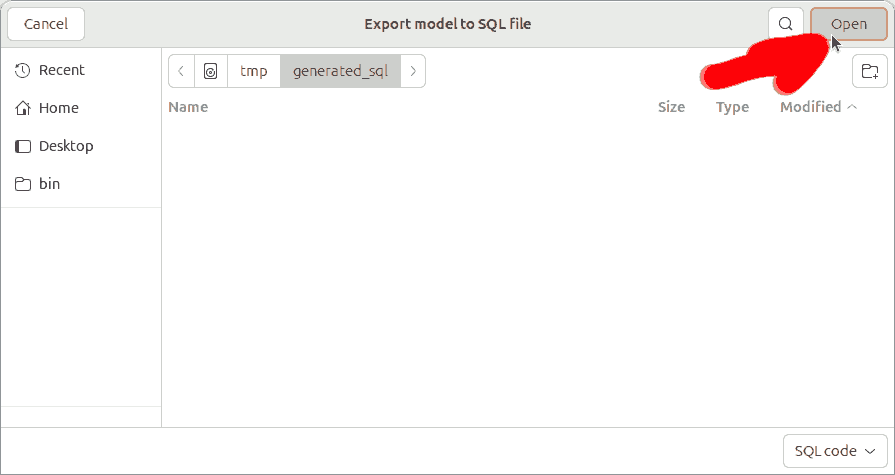 Cancel Export model to SQL file Open
Recent
Home
Desktop
bin
tmp generated_sql
Name Size Type Modified
SQL code